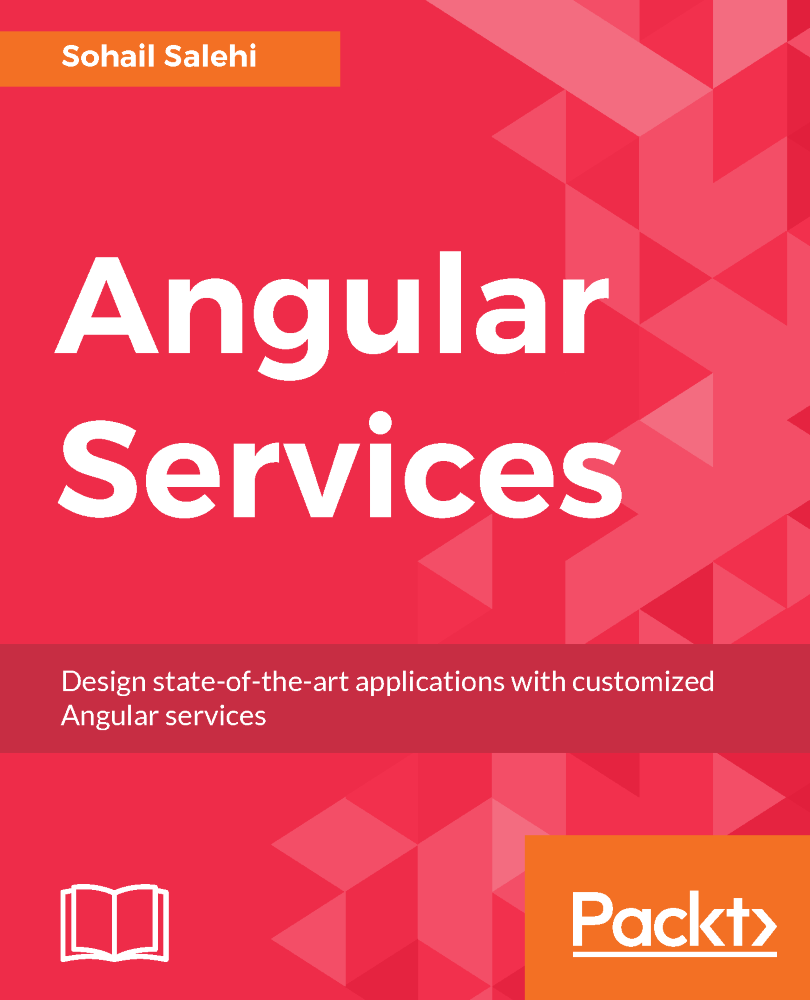 Sohail Salehi
Angular
Services
Design state-of-the-art applications with customized
Angular services
Packt